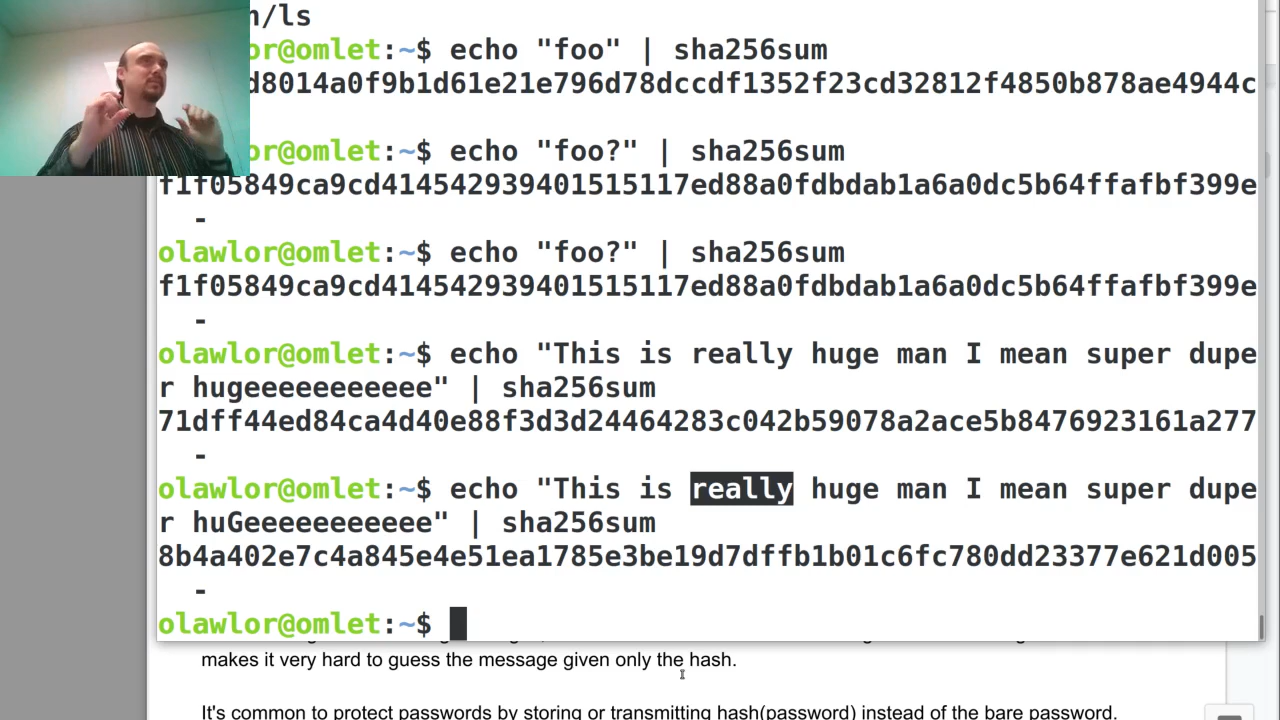 n/ls
or@omlet:~$ echo "foo" | sha256sum
d8014a0f9b1d61e21e796d78dccdf1352f23cd32812f4850b878ae4944c
or@omlet:~$ echo "foo?" | sha256sum
f1f05849ca9cd414542939401515117ed88a0fdbdab1a6a0dc5b64ffafbf399e
-
olawlor@omlet:~$ echo "foo?" | sha256sum
f1f05849ca9cd414542939401515117ed88a0fdbdab1a6a0dc5b64ffafbf399e
-
olawlor@omlet:~$ echo "This is really huge man I mean super dupe
r hugeeeeeeeeeee" | sha256sum
71dff44ed84ca4d40e88f3d3d24464283c042b59078a2ace5b8476923161a277
-
olawlor@omlet:~$ echo "This is really huge man I mean super dupe
r huGeeeeeeeeeee" | sha256sum
8b4a402e7c4a845e4e51ea1785e3be19d7dffb1b01c6fc780dd23377e621d005
-
olawlor@omlet:~$
makes it very hard to guess the message given only the hash.
It's common to protect passwords by storing or transmitting hash(password) instead of the bare password.